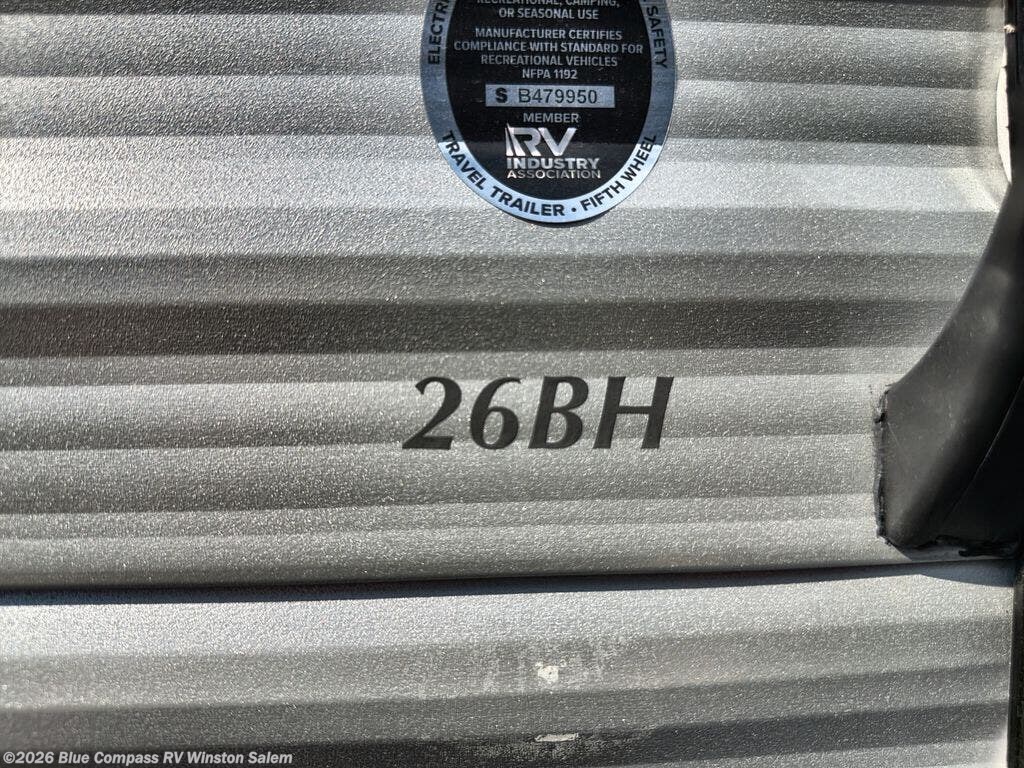 ELECTR
SAFETY
RECREATIONAL, CAMPING,
OR SEASONAL USE
MANUFACTURER CERTIFIES
COMPLIANCE WITH STANDARD FOR
RECREATIONAL VEHICLES
NFPA 1192
S B479950
MEMBER
RV
INDUSTRY
ASSOCIATION
TRAVEL TRAILER • FIFTH WHEEL
26BH
©2026 Blue Compass RV Winston Salem